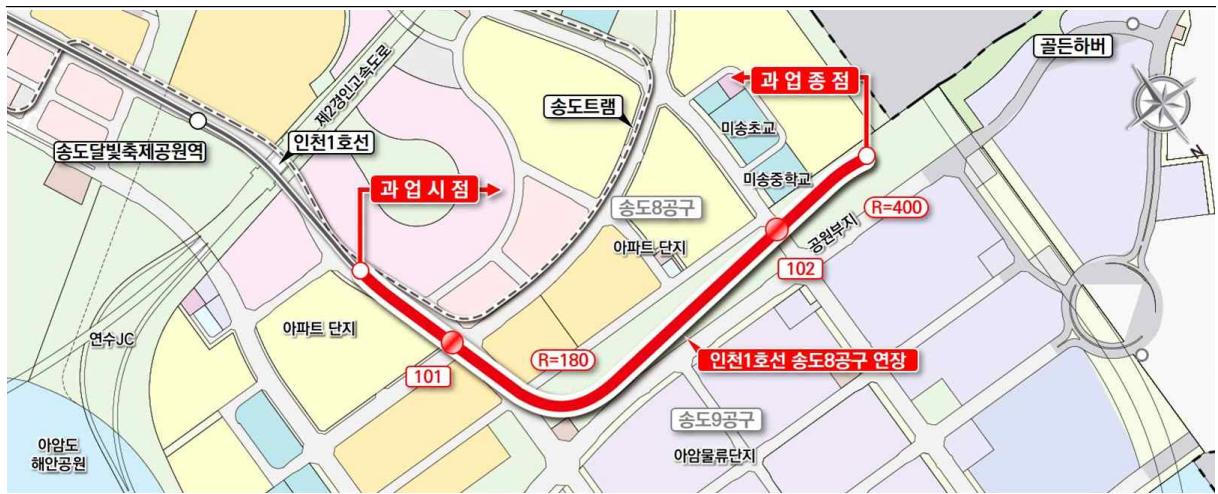 골든하버
과업종점
제2경인고속도로
송도트램
미송초교
N
인천1호선
송도달빛축제공원역
과업시점
미송중학교
송도8공구
R=400
공원부지
아파트 단지
102
연수JC
아파트 단지
R=180
인천1호선 송도8공구 연장
101
송도9공구
아암도
해안공원
아암물류단지